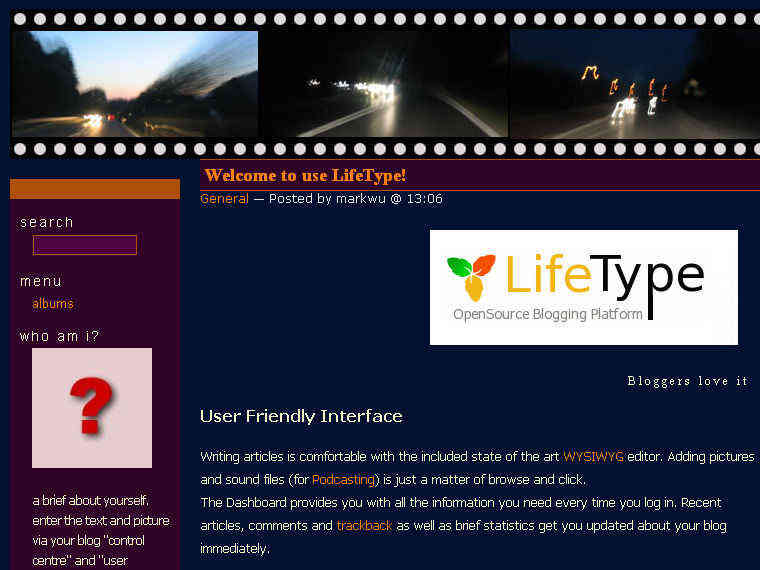 Welcome to use LifeType!
General — Posted by markwu @ 13:06
search
menu
albums
who am i?
?
a brief about yourself.
enter the text and picture
via your blog "control
centre" and "user
LifeType
OpenSource Blogging Platform
Bloggers love it
User Friendly Interface
Writing articles is comfortable with the included state of the art WYSIWYG editor. Adding pictures
and sound files (for Podcasting) is just a matter of browse and click.
The Dashboard provides you with all the information you need every time you log in. Recent
articles, comments and trackback as well as brief statistics get you updated about your blog
immediately.